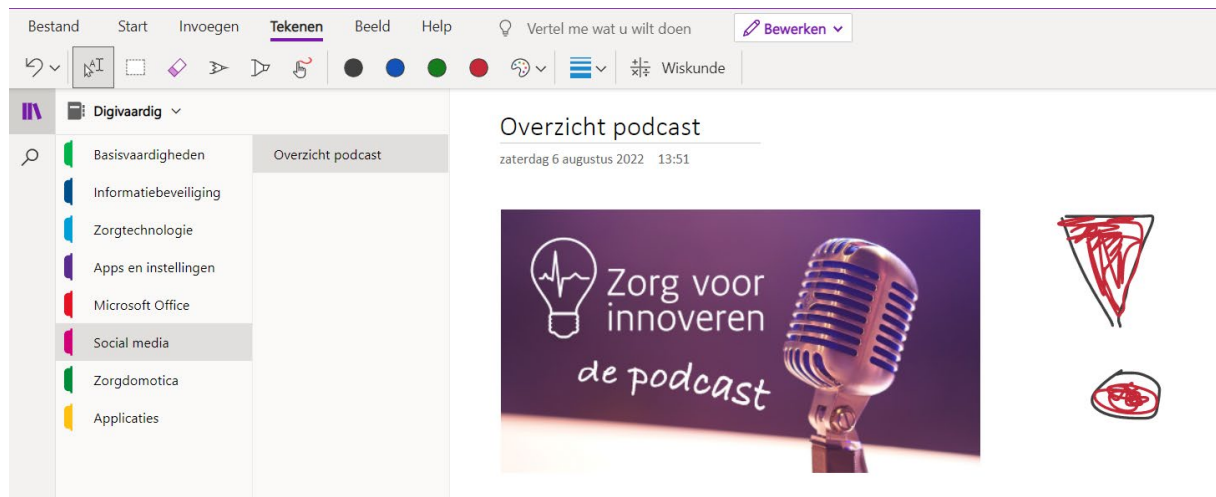 Bestand Start Invoegen Tekenen Beeld Help Vertel me wat u wilt doen Bewerken
Wiskunde
Digivaardig
Basisvaardigheden
Informatiebeveiliging
Zorgtechnologie
Apps en instellingen
Microsoft Office
Social media
Zorgdomotica
Applicaties
Overzicht podcast
Overzicht podcast
zaterdag 6 augustus 2022 13:51
Zorg voor
innoveren
de podcast